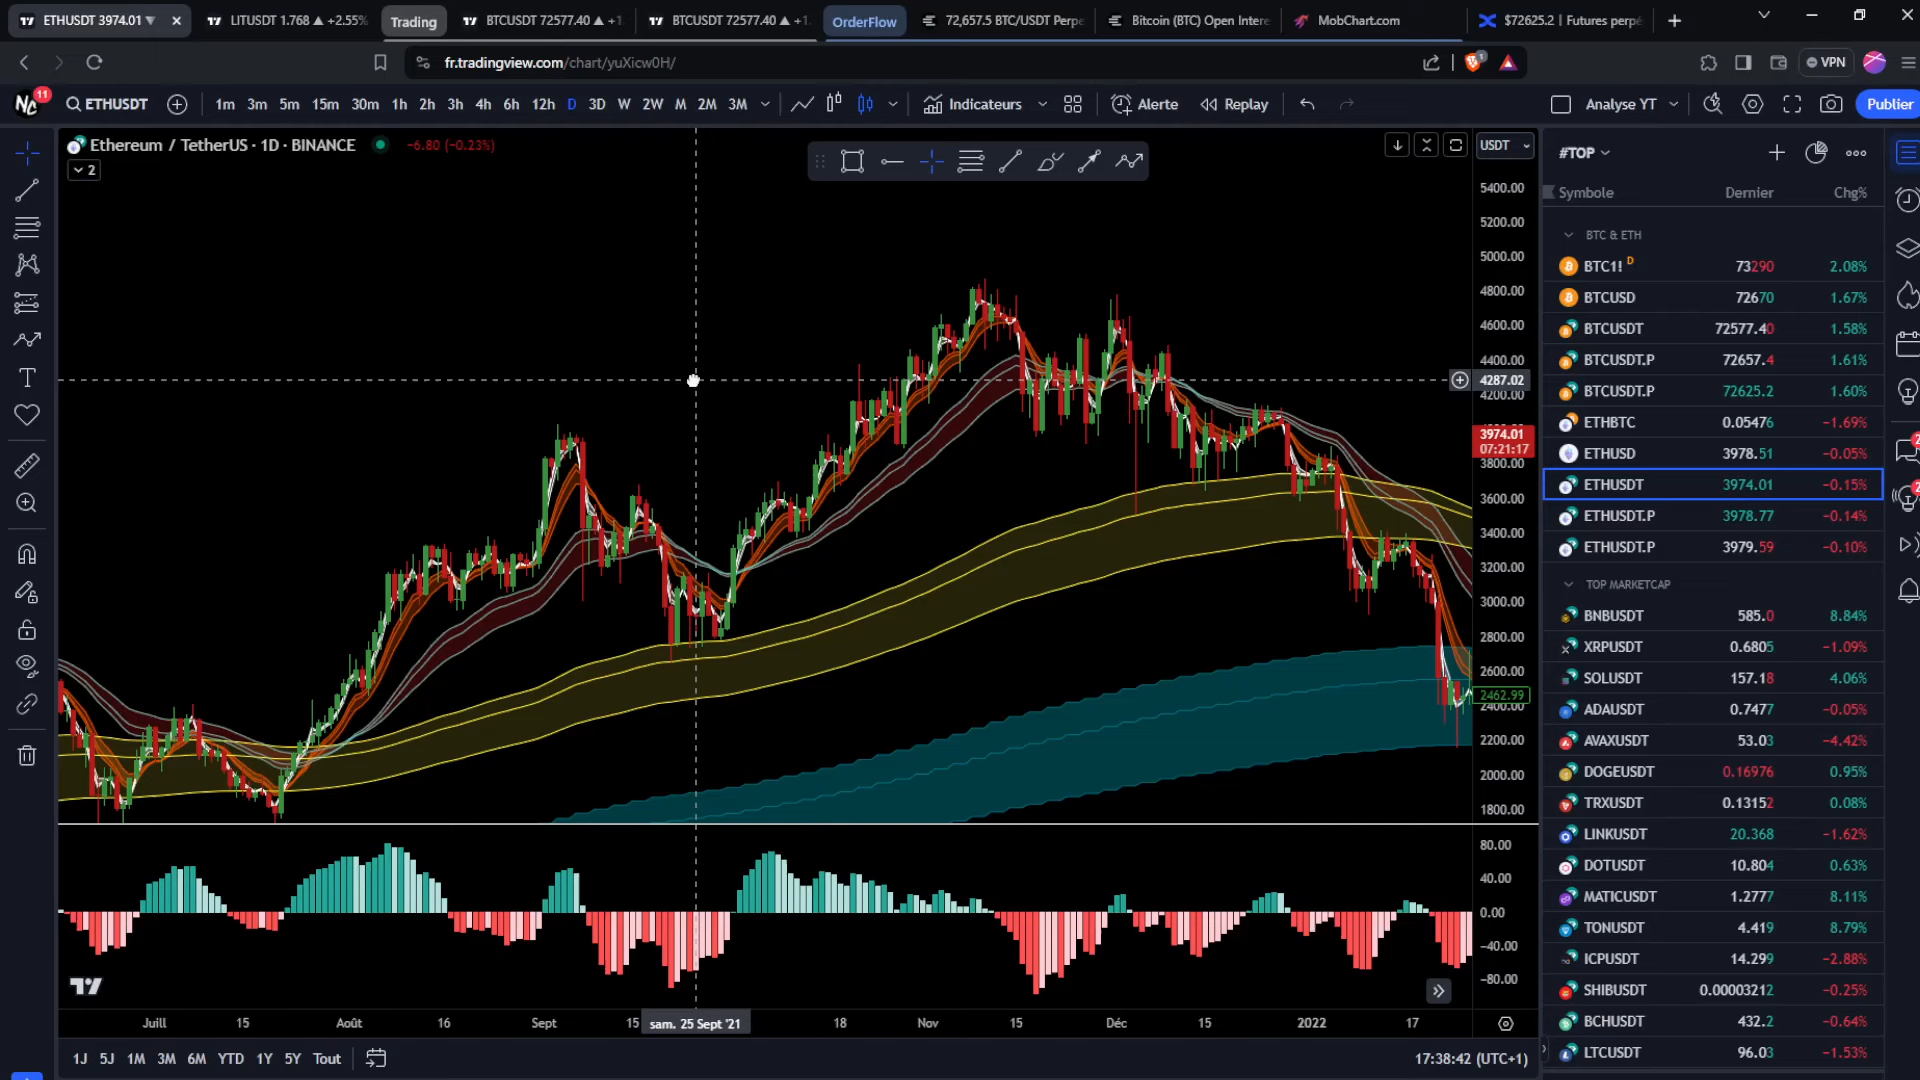 ETHUSDT 3974.01 ▼
LITUSDT 1.768 ▲ +2.55%
Trading
BTCUSDT 72577.40 ▲ +1
BTCUSDT 72577.40 ▲ +1.
OrderFlow
72,657.5 BTC/USDT Perpe
Bitcoin (BTC) Open Intere
MobChart.com
$72625.2 | Futures perpé
fr.tradingview.com/chart/yuXicw0H/
1
VPN
11
ETHUSDT
1m 3m 5m 15m 30m 1h 2h 3h 4h 6h 12h D 3D W 2W M 2M 3M
Indicateurs
Alerte
Replay
Analyse YT
Publier
Ethereum / TetherUS · 1D · BINANCE
-6.80 (-0.23%)
2
USDT
5400.00
5200.00
5000.00
4800.00
4600.00
4400.00
4287.02
4200.00
3974.01
07:21:17
3800.00
3600.00
3400.00
3200.00
3000.00
2800.00
2600.00
2462.99
2400.00
2200.00
2000.00
1800.00
80.00
40.00
0.00
-40.00
-80.00
Juill 15 Août 16 Sept 15 sam. 25 Sept '21 18 Nov 15 Déc 15 2022 17
1J 5J 1M 3M 6M YTD 1Y 5Y Tout
17:38:42 (UTC+1)
#TOP
Symbole Dernier Chg%
BTC & ETH
BTC1! D 73290 2.08%
BTCUSD 72670 1.67%
BTCUSDT 72577.40 1.58%
BTCUSDT.P 72657.4 1.61%
BTCUSDT.P 72625.2 1.60%
ETHBTC 0.05476 -1.69%
ETHUSD 3978.51 -0.05%
ETHUSDT 3974.01 -0.15%
ETHUSDT.P 3978.77 -0.14%
ETHUSDT.P 3979.59 -0.10%
TOP MARKETCAP
BNBUSDT 585.0 8.84%
XRPUSDT 0.6805 -1.09%
SOLUSDT 157.18 4.06%
ADAUSDT 0.7477 -0.05%
AVAXUSDT 53.03 -4.42%
DOGEUSDT 0.16976 0.95%
TRXUSDT 0.13152 0.08%
LINKUSDT 20.368 -1.62%
DOTUSDT 10.804 0.63%
MATICUSDT 1.2777 8.11%
TONUSDT 4.419 8.79%
ICPUSDT 14.299 -2.88%
SHIBUSDT 0.00003212 -0.25%
BCHUSDT 432.2 -0.64%
LTCUSDT 96.03 -1.53%